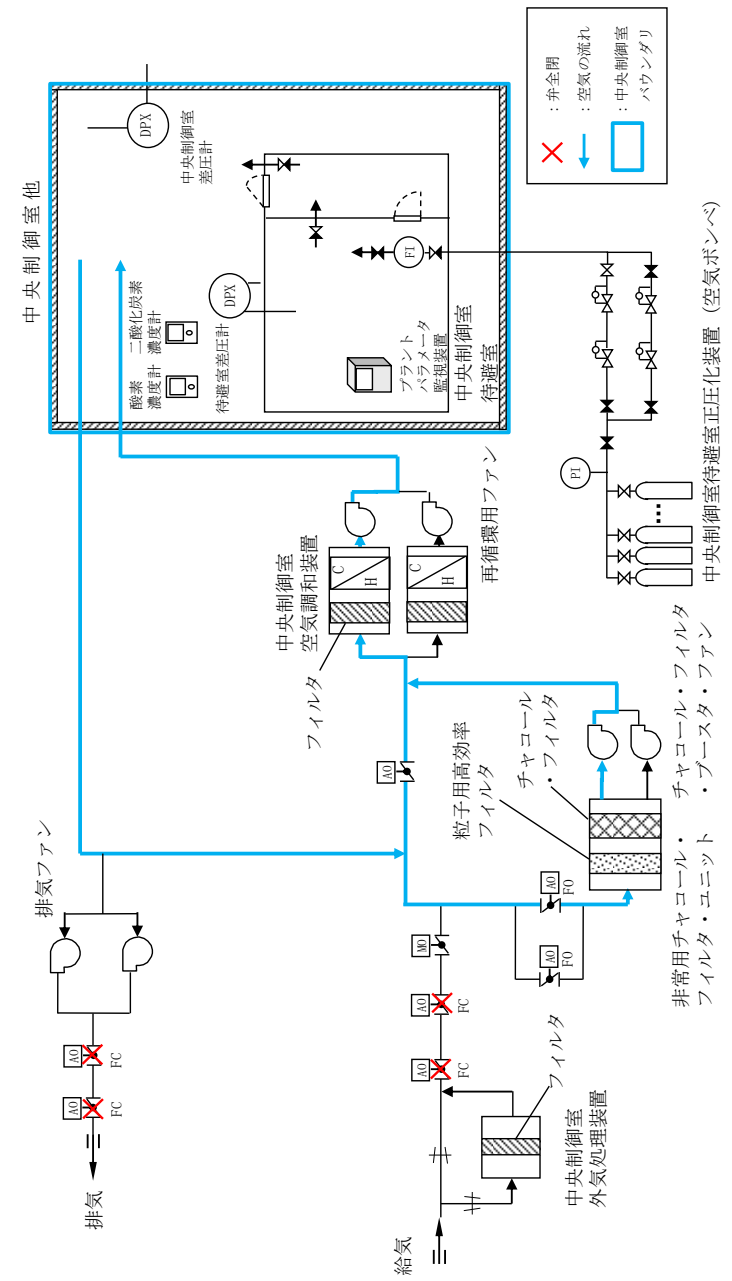 中央制御室他
酸素
濃度計
二酸化炭素
濃度計
待避室差圧計
DPX
中央制御室
差圧計
DPX
プラント
パラメータ
監視装置
中央制御室
待避室
FI
PI
中央制御室待避室正圧化装置（空気ボンベ）
：弁全閉
：空気の流れ
：中央制御室
バウンダリ
排気ファン
AO
FC
AO
FC
排気
中央制御室
空気調和装置
フィルタ
C
H
C
H
再循環用ファン
AO
給気
AO
FC
AO
FC
MO
フィルタ
中央制御室
外気処理装置
AO
FO
AO
FO
粒子用高効率
フィルタ
チャコール
・フィルタ
非常用チャコール・
フィルタ・ユニット
チャコール・フィルタ
・ブースタ・ファン